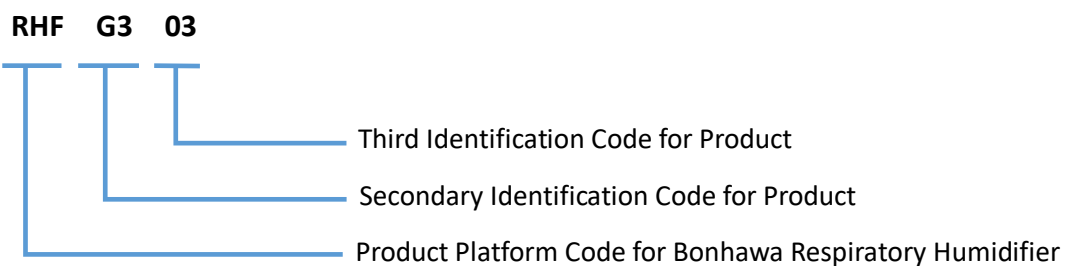 RHF G3 03
Third Identification Code for Product
Secondary Identification Code for Product
Product Platform Code for Bonhawa Respiratory Humidifier